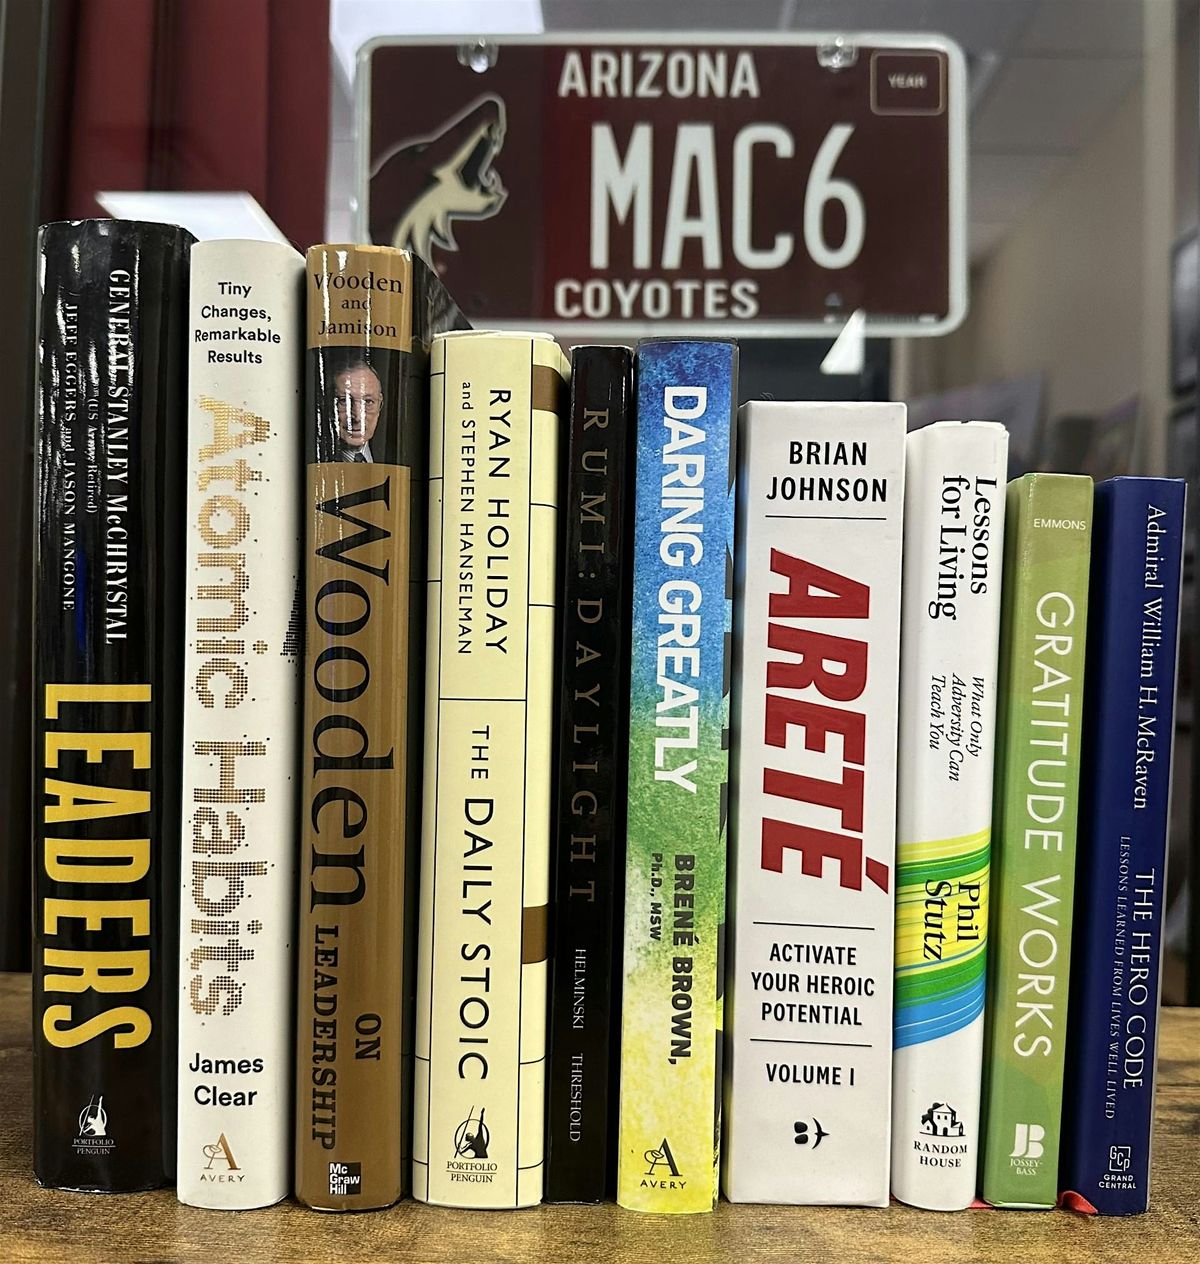 ARIZONA
YEAR
MAC6
COYOTES
GENERAL STANLEY McCHRYSTAL
(US Army, Retired)
JEFF EGGERS and JASON MANGONE
LEADERS
PORTFOLIO
PENGUIN
Tiny
Changes,
Remarkable
Results
Atomic Habits
James
Clear
A
AVERY
Wooden
and
Jamison
Wooden
ON
LEADERSHIP
Mc
Graw
Hill
RYAN HOLIDAY
and STEPHEN HANSELMAN
THE DAILY STOIC
PORTFOLIO
PENGUIN
RUMI: DAYLIGHT
HELMINSKI
THRESHOLD
DARING GREATLY
BRENÉ BROWN,
Ph.D., MSW
A
AVERY
BRIAN
JOHNSON
ARETÉ
ACTIVATE
YOUR HEROIC
POTENTIAL
VOLUME I
Lessons
for Living
What Only
Adversity Can
Teach You
Phil
Stutz
RANDOM
HOUSE
EMMONS
GRATITUDE WORKS
JB
JOSSEY-
BASS
Admiral William H. McRaven
THE HERO CODE
LESSONS LEARNED FROM LIVES WELL LIVED
GCP
GRAND
CENTRAL